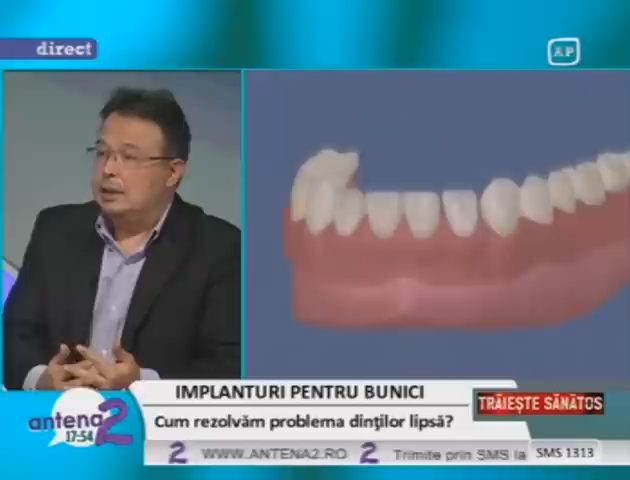 direct
AP
IMPLANTURI PENTRU BUNICI
TRĂIEȘTE SĂNĂTOS
Cum rezolvăm problema dinţilor lipsă?
antena 2
17:54
2 WWW.ANTENA2.RO 2 Trimite prin SMS la SMS 1313